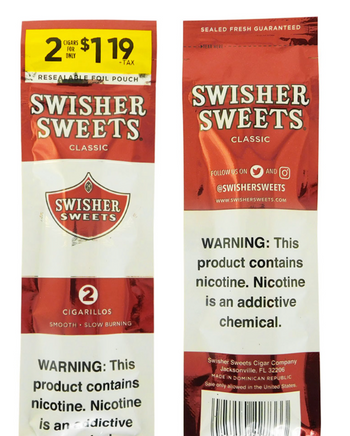 2 CIGARS FOR ONLY $1.19 +TAX
RESEALABLE FOIL POUCH
SWISHER
SWEETS
CLASSIC
SWISHER
SWEETS
2
CIGARILLOS
SMOOTH • SLOW BURNING
WARNING: This
product contains
nicotine. Nicotine
is an addictive
SEALED FRESH GUARANTEED
SWISHER
SWEETS
CLASSIC
FOLLOW US ON AND
@SWISHERSWEETS
WWW.SWISHERSWEETS.COM
WARNING: This
product contains
nicotine. Nicotine
is an addictive
chemical.
Swisher Sweets Cigar Company
Jacksonville, FL 32206
MADE IN DOMINICAN REPUBLIC
Sale only allowed in the United States.